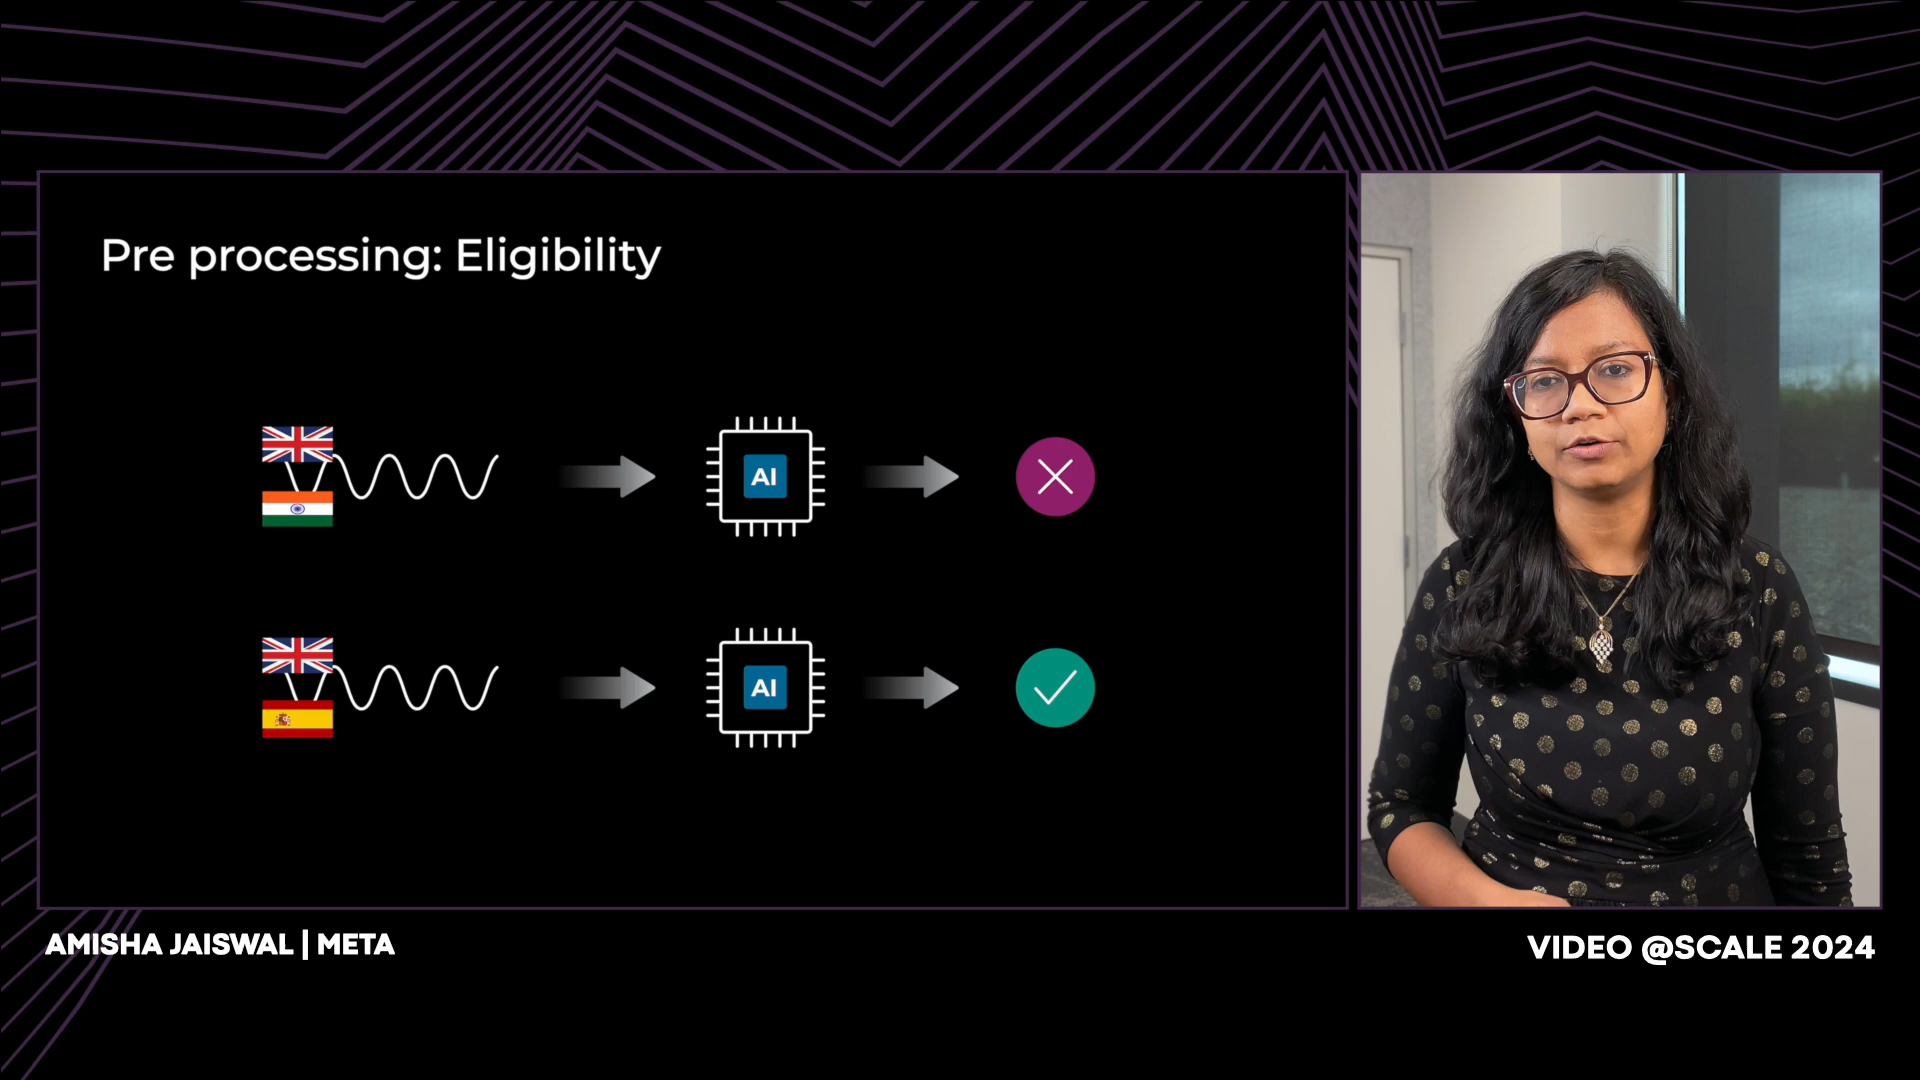 Pre processing: Eligibility
AI
AI
AMISHA JAISWAL | META
VIDEO @SCALE 2024